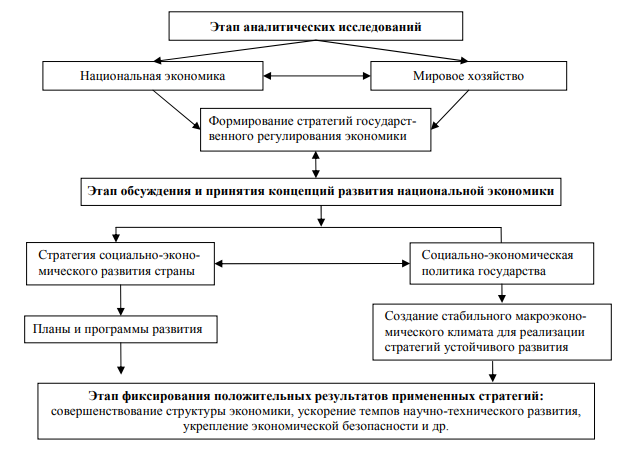 Этап аналитических исследований
Национальная экономика
Мировое хозяйство
Формирование стратегий государст-
венного регулирования экономики
Этап обсуждения и принятия концепций развития национальной экономики
Стратегия социально-эконо-
мического развития страны
Социально-экономическая
политика государства
Планы и программы развития
Создание стабильного макроэконо-
мического климата для реализации
стратегий устойчивого развития
Этап фиксирования положительных результатов примененных стратегий:
совершенствование структуры экономики, ускорение темпов научно-технического развития,
укрепление экономической безопасности и др.